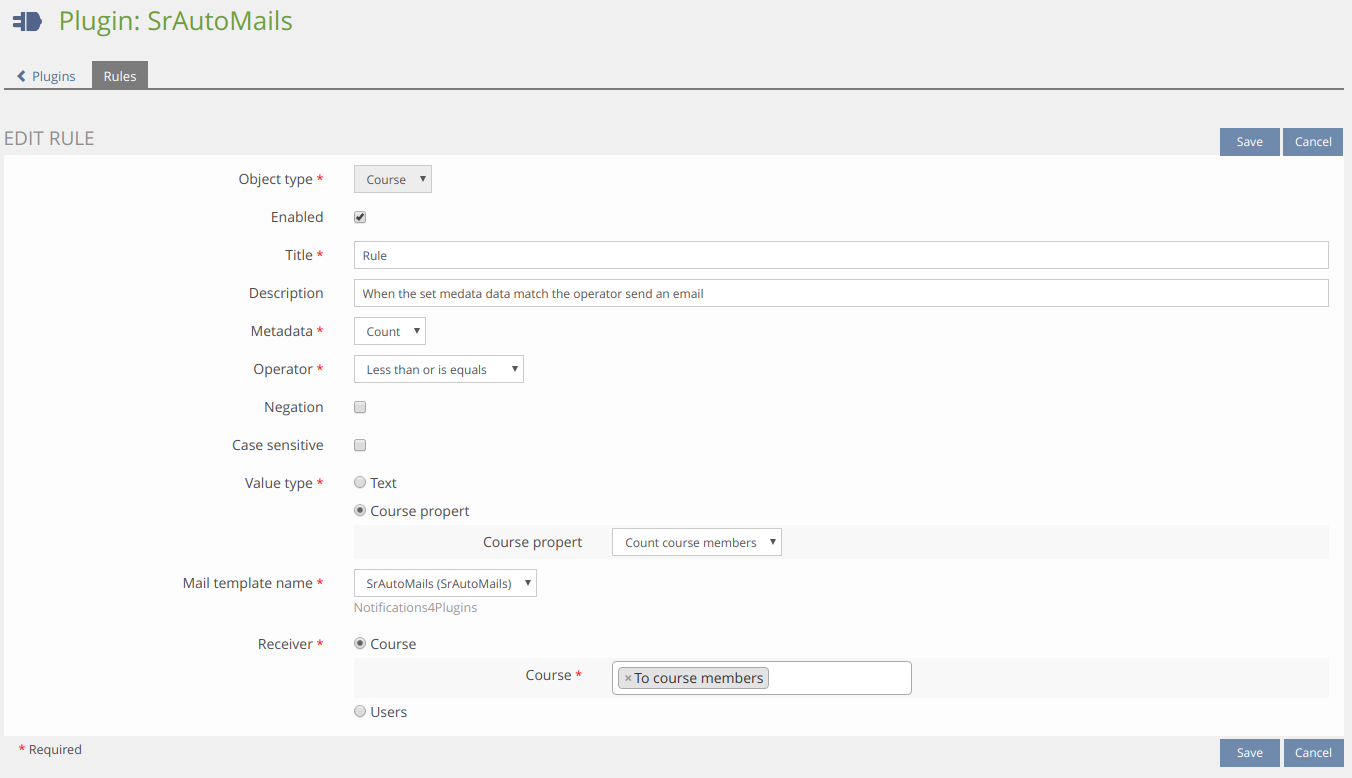 Plugin: SrAutoMails
Plugins Rules
EDIT RULE Save Cancel
Object type * Course
Enabled
Title * Rule
Description When the set medata data match the operator send an email
Metadata * Count
Operator * Less than or is equals
Negation
Case sensitive
Value type * Text
Course propert
Course propert Count course members
Mail template name * SrAutoMails (SrAutoMails)
Notifications4Plugins
Receiver * Course
Course * ×To course members
Users
* Required Save Cancel